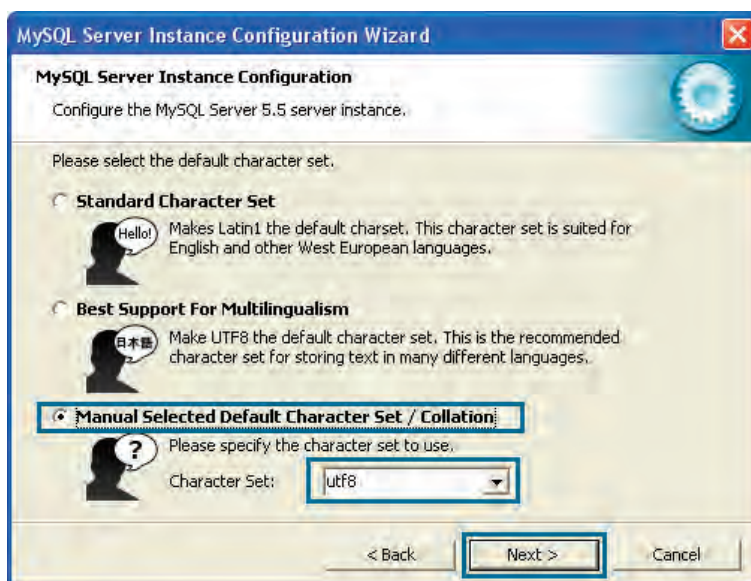 MySQL Server Instance Configuration Wizard
MySQL Server Instance Configuration
Configure the MySQL Server 5.5 server instance.
Please select the default character set.
Standard Character Set
Hello!
Makes Latin1 the default charset. This character set is suited for
English and other West European languages.
Best Support For Multilingualism
日本語
Make UTF8 the default character set. This is the recommended
character set for storing text in many different languages.
Manual Selected Default Character Set / Collation
?
Please specify the character set to use.
Character Set: utf8
< Back Next > Cancel